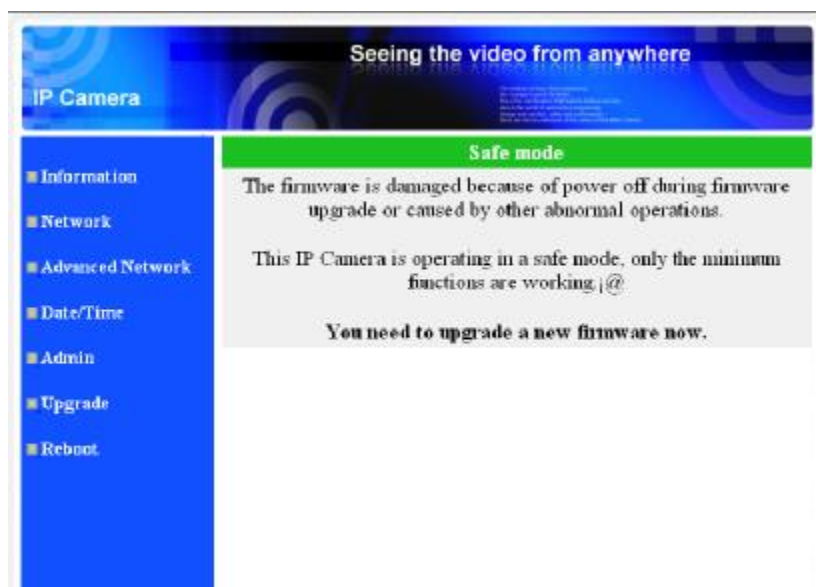 Seeing the video from anywhere
IP Camera
Safe mode
Information
Network
Advanced Network
Date/Time
Admin
Upgrade
Reboot
The firmware is damaged because of power off during firmware
upgrade or caused by other abnormal operations.
This IP Camera is operating in a safe mode, only the minimum
functions are working.¡@
You need to upgrade a new firmware now.